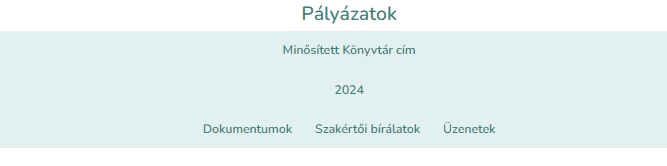 Pályázatok
Minősített Könyvtár cím
2024
Dokumentumok Szakértői bírálatok Üzenetek